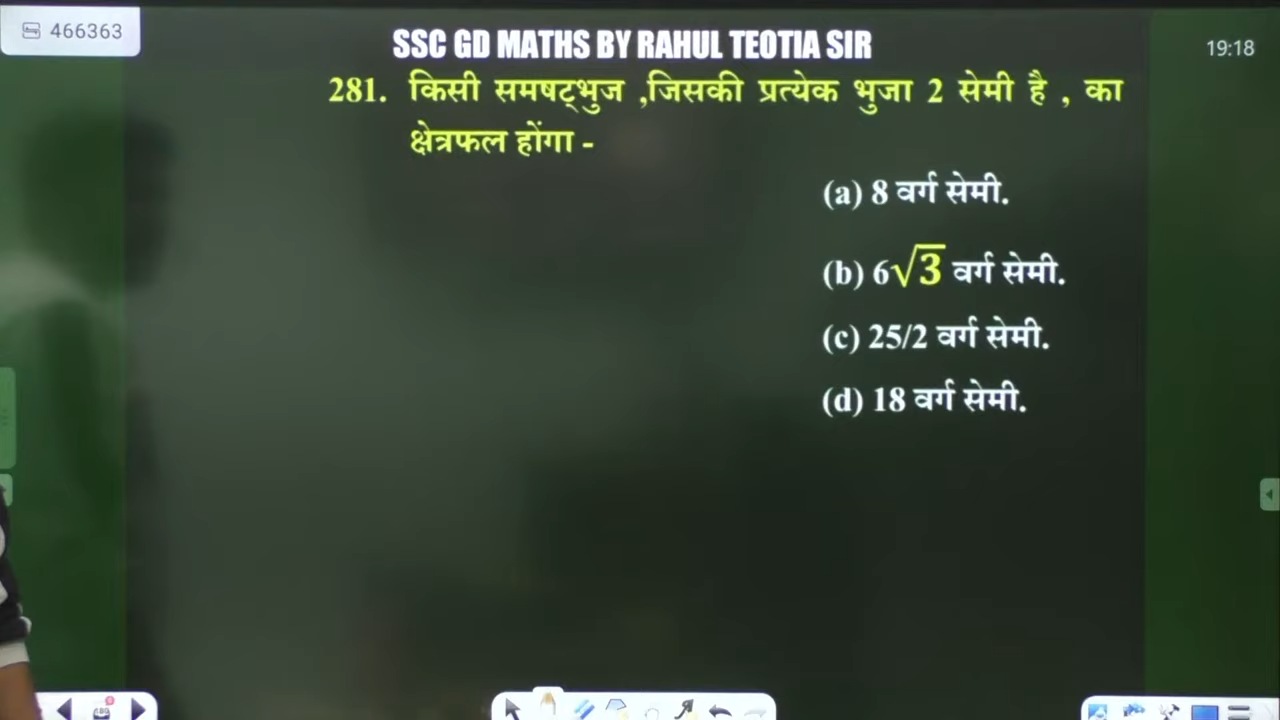 466363
SSC GD MATHS BY RAHUL TEOTIA SIR
19:18
281. किसी समषट्भुज ,जिसकी प्रत्येक भुजा 2 सेमी है , का
क्षेत्रफल होंगा -
(a) 8 वर्ग सेमी.
(b) 6√3 वर्ग सेमी.
(c) 25/2 वर्ग सेमी.
(d) 18 वर्ग सेमी.